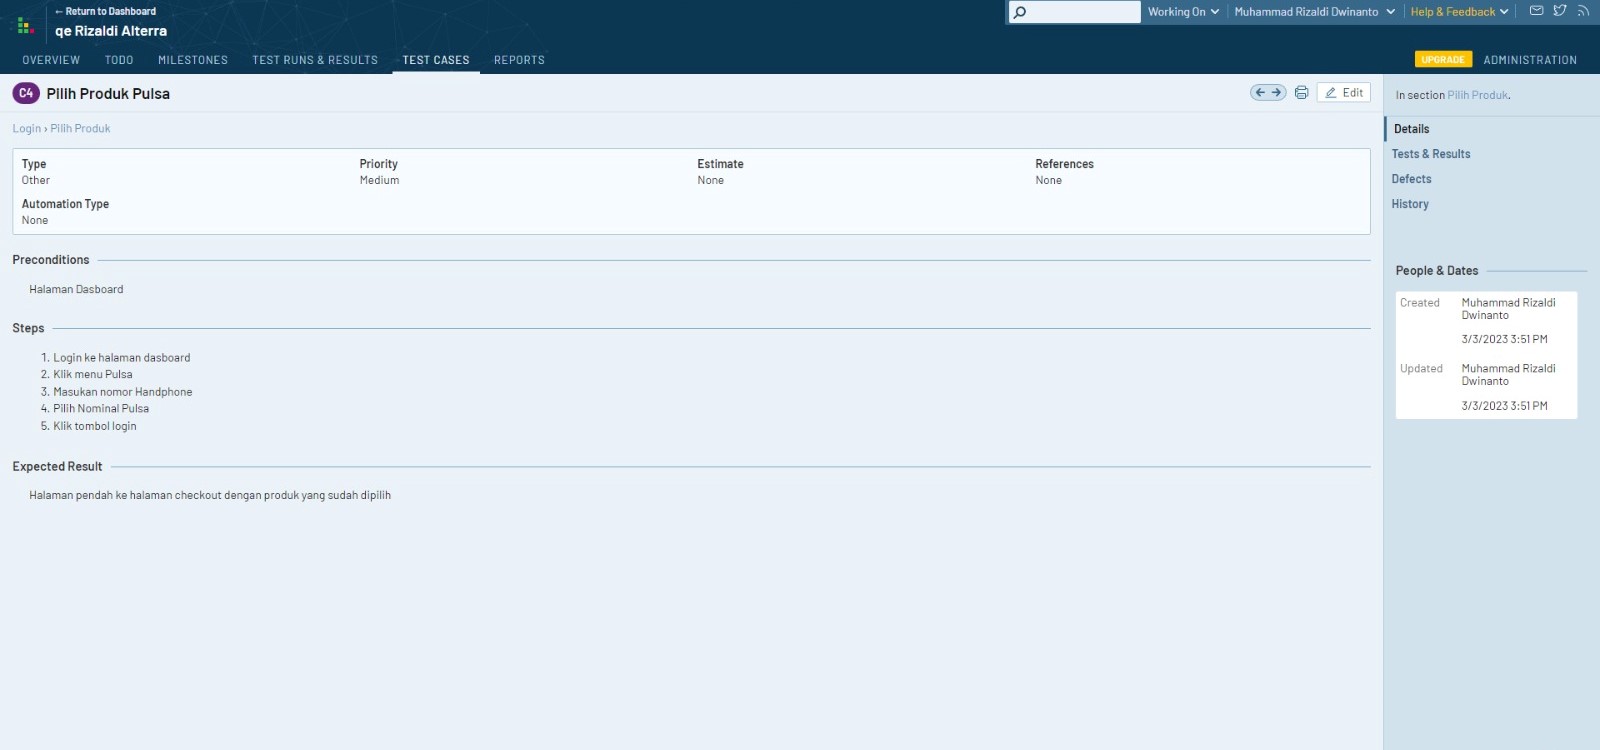 ← Return to Dashboard
qe Rizaldi Alterra
Working On
Muhammad Rizaldi Dwinanto
Help & Feedback
OVERVIEW TODO MILESTONES TEST RUNS & RESULTS TEST CASES REPORTS
UPGRADE ADMINISTRATION
C4 Pilih Produk Pulsa
Edit
Login › Pilih Produk
Type Priority Estimate References
Other Medium None None
Automation Type
None
Preconditions
Halaman Dasboard
Steps
1. Login ke halaman dasboard
2. Klik menu Pulsa
3. Masukan nomor Handphone
4. Pilih Nominal Pulsa
5. Klik tombol login
Expected Result
Halaman pendah ke halaman checkout dengan produk yang sudah dipilih
In section Pilih Produk.
Details
Tests & Results
Defects
History
People & Dates
Created Muhammad Rizaldi
Dwinanto
3/3/2023 3:51 PM
Updated Muhammad Rizaldi
Dwinanto
3/3/2023 3:51 PM